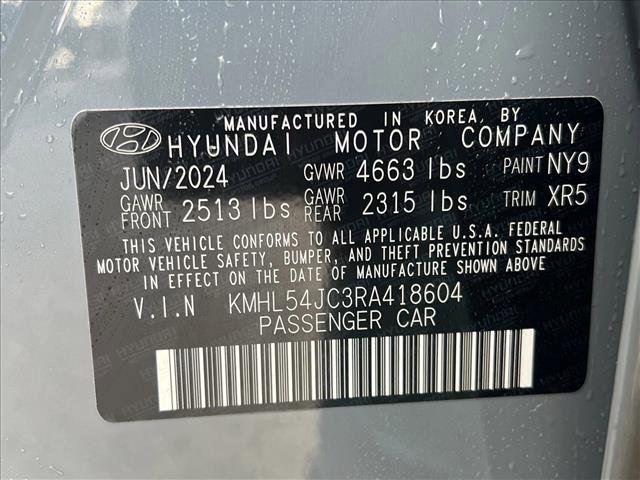 MANUFACTURED IN KOREA, BY
HYUNDAI MOTOR COMPANY
JUN/2024 GVWR 4663 lbs PAINT NY9
GAWR FRONT 2513 lbs GAWR REAR 2315 lbs TRIM XR5
THIS VEHICLE CONFORMS TO ALL APPLICABLE U.S.A. FEDERAL
MOTOR VEHICLE SAFETY, BUMPER, AND THEFT PREVENTION STANDARDS
IN EFFECT ON THE DATE OF MANUFACTURE SHOWN ABOVE.
V.I.N KMHL54JC3RA418604
PASSENGER CAR